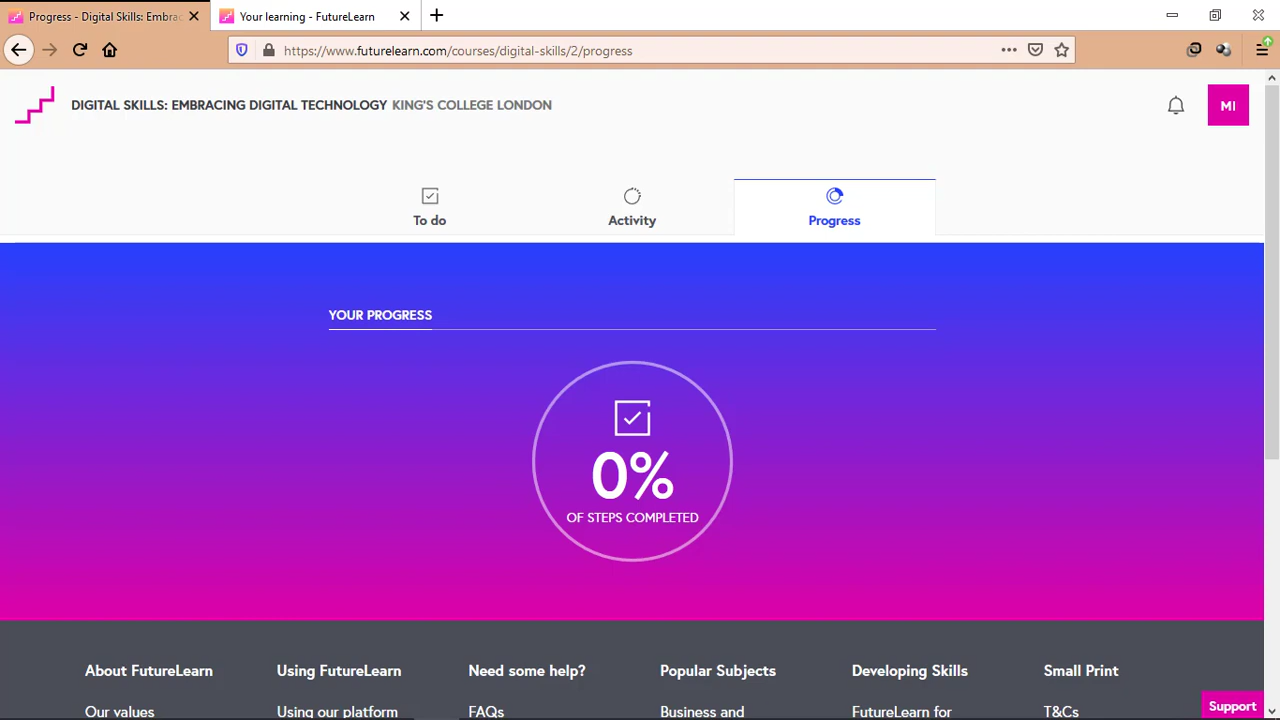 Progress - Digital Skills: Embrac
Your learning - FutureLearn
https://www.futurelearn.com/courses/digital-skills/2/progress
DIGITAL SKILLS: EMBRACING DIGITAL TECHNOLOGY KING'S COLLEGE LONDON
MI
To do
Activity
Progress
YOUR PROGRESS
0%
OF STEPS COMPLETED
About FutureLearn
Using FutureLearn
Need some help?
Popular Subjects
Developing Skills
Small Print
Our values
Using our platform
FAQs
Business and
FutureLearn for
T&Cs
Support